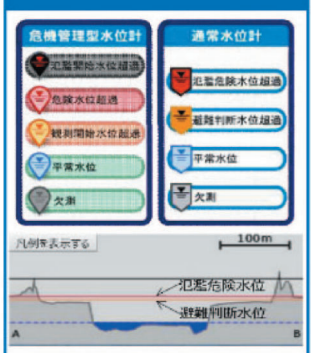 危機管理型水位計
氾濫開始水位超過
危険水位超過
観測開始水位超過
平常水位
欠測
通常水位計
氾濫危険水位超過
避難判断水位超過
平常水位
欠測
凡例を表示する
100m
氾濫危険水位
避難判断水位
A
B